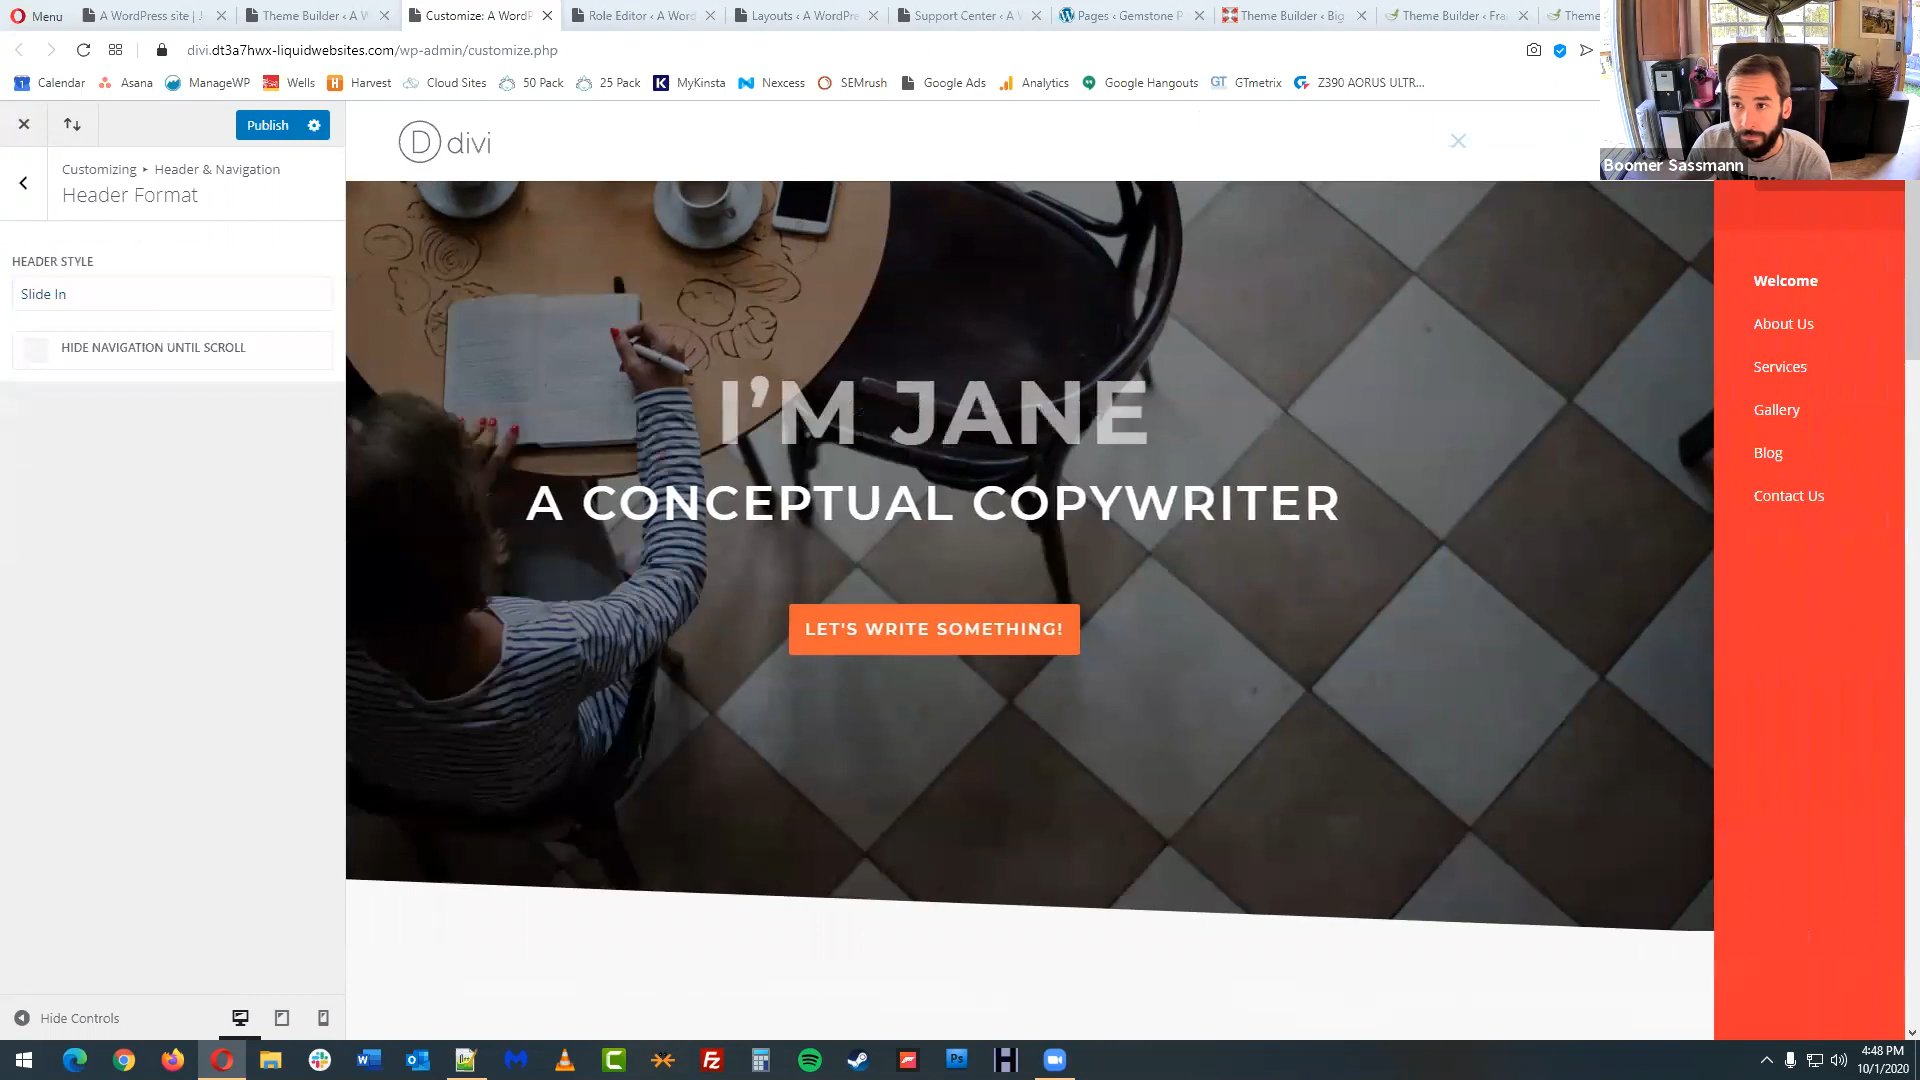 Menu
A WordPress site | J
Theme Builder ‹ A W
Customize: A WordP
Role Editor ‹ A Word
Layouts ‹ A WordPre
Support Center ‹ A W
Pages ‹ Gemstone P
Theme Builder ‹ Big
Theme Builder ‹ Fra
Theme
divi.dt3a7hwx-liquidwebsites.com/wp-admin/customize.php
Calendar
Asana
ManageWP
Wells
Harvest
Cloud Sites
50 Pack
25 Pack
MyKinsta
Nexcess
SEMrush
Google Ads
Analytics
Google Hangouts
GTmetrix
Z390 AORUS ULTR...
Boomer Sassmann
Publish
Customizing ▸ Header & Navigation
Header Format
HEADER STYLE
Slide In
HIDE NAVIGATION UNTIL SCROLL
Hide Controls
D divi
I'M JANE
A CONCEPTUAL COPYWRITER
LET'S WRITE SOMETHING!
Welcome
About Us
Services
Gallery
Blog
Contact Us
4:48 PM
10/1/2020